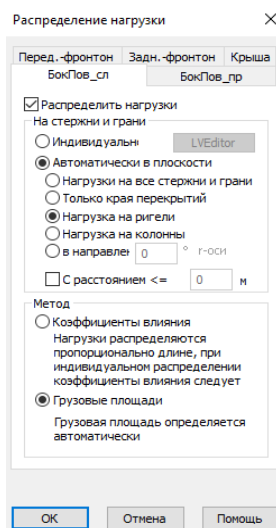 Распределение нагрузки
Перед.-фронтон Задн.-фронтон Крыша
БокПов_сл БокПов_пр
Распределить нагрузки
На стержни и грани
Индивидуальн LVEditor
Автоматически в плоскости
Нагрузки на все стержни и грани
Только края перекрытий
Нагрузка на ригели
Нагрузка на колонны
в направлен 0 ° r-оси
С расстоянием <= 0 м
Метод
Коэффициенты влияния
Нагрузки распределяются
пропорционально длине, при
индивидуальном распределении
коэффициенты влияния следует
Грузовые площади
Грузовая площадь определяется
автоматически
ОК Отмена Помощь